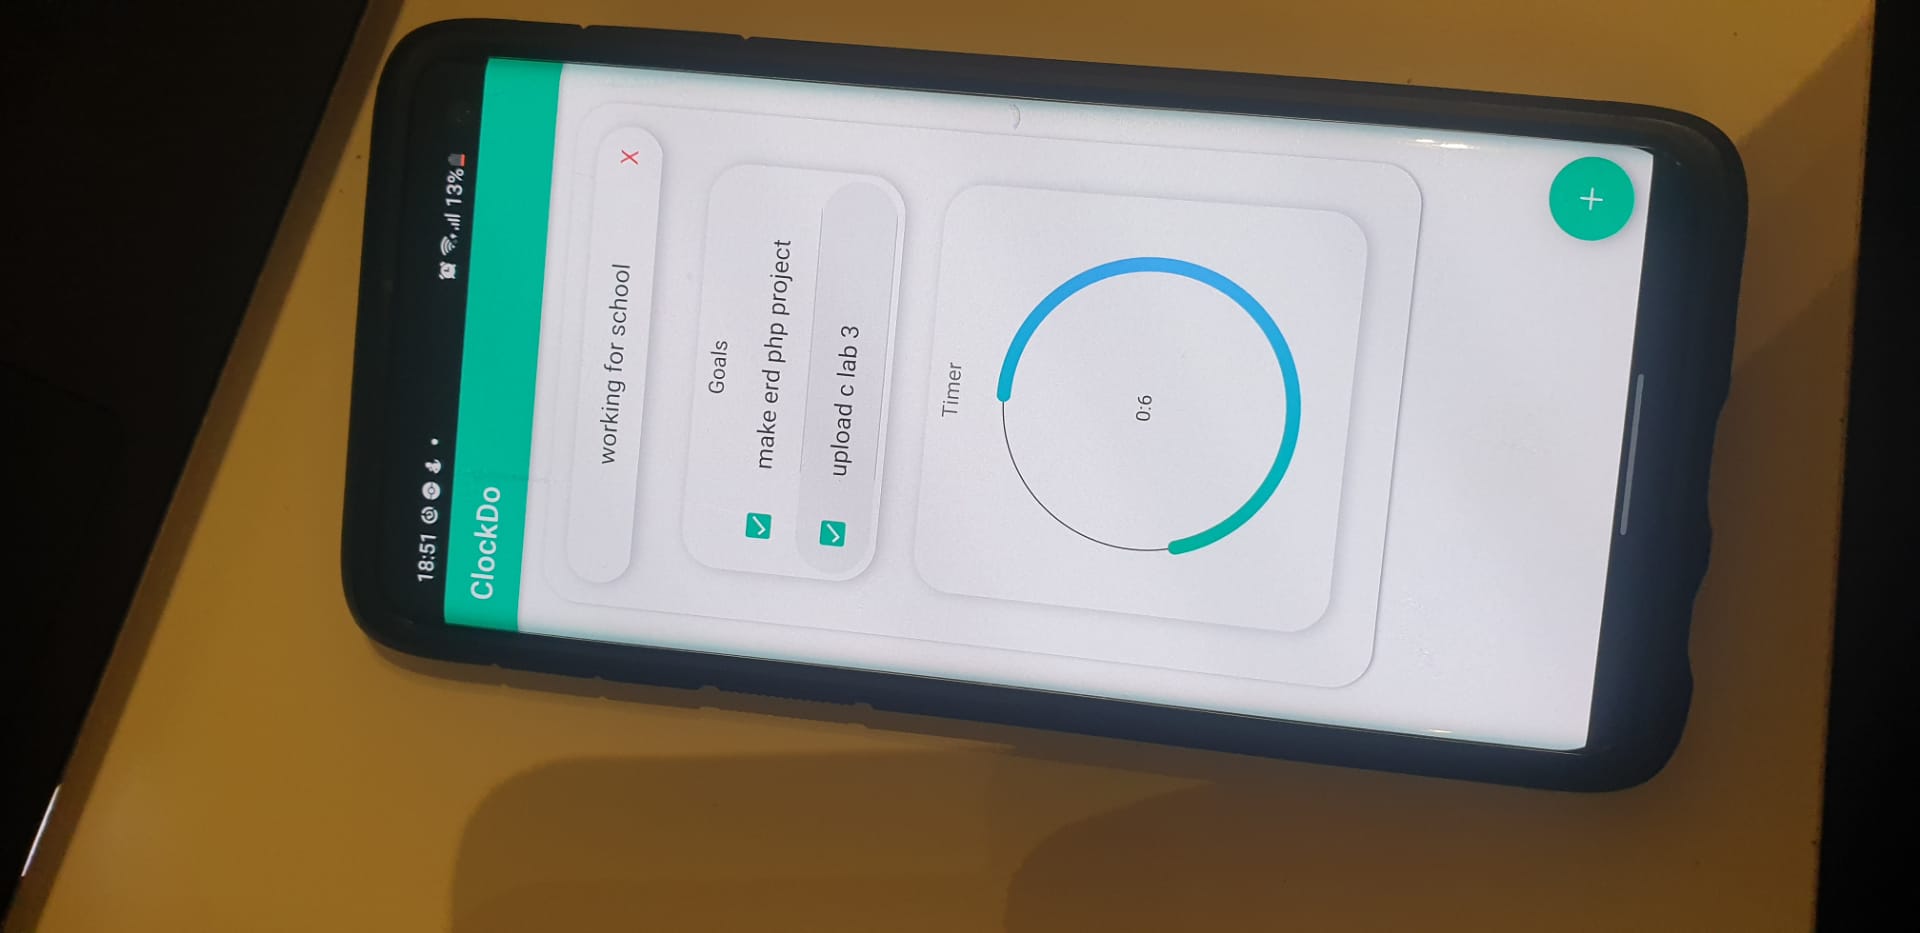 18:51 13%
ClockDo
working for school X
Goals
make erd php project
upload c lab 3
Timer
0:6
+